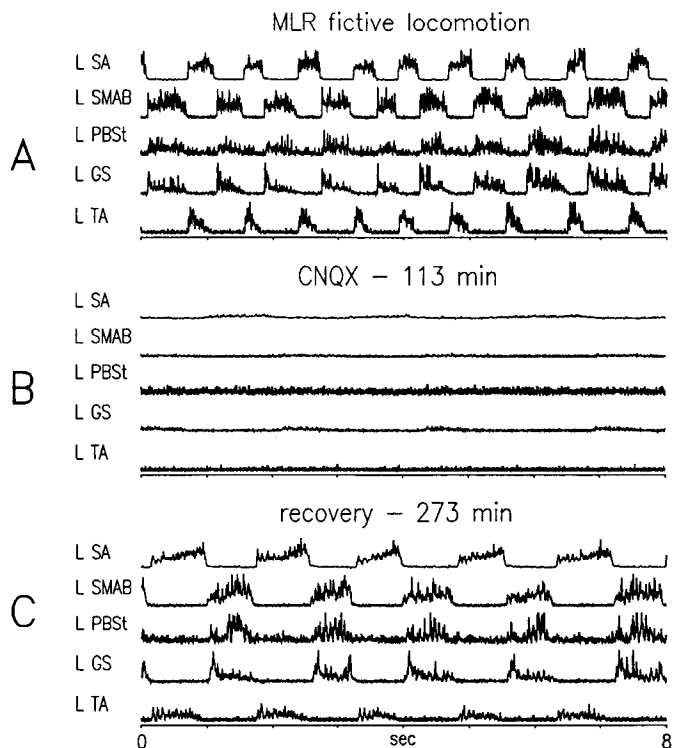 MLR fictive locomotion
A
L SA
L SMAB
L PBSt
L GS
L TA
CNQX – 113 min
B
L SA
L SMAB
L PBSt
L GS
L TA
recovery – 273 min
C
L SA
L SMAB
L PBSt
L GS
L TA
0 sec 8